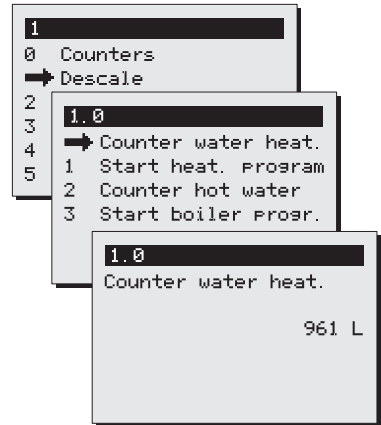 1
0 Counters
Descale
2
3
4
5
1.0
Counter water heat.
1 Start heat. program
2 Counter hot water
3 Start boiler progr.
1.0
Counter water heat.
961 L